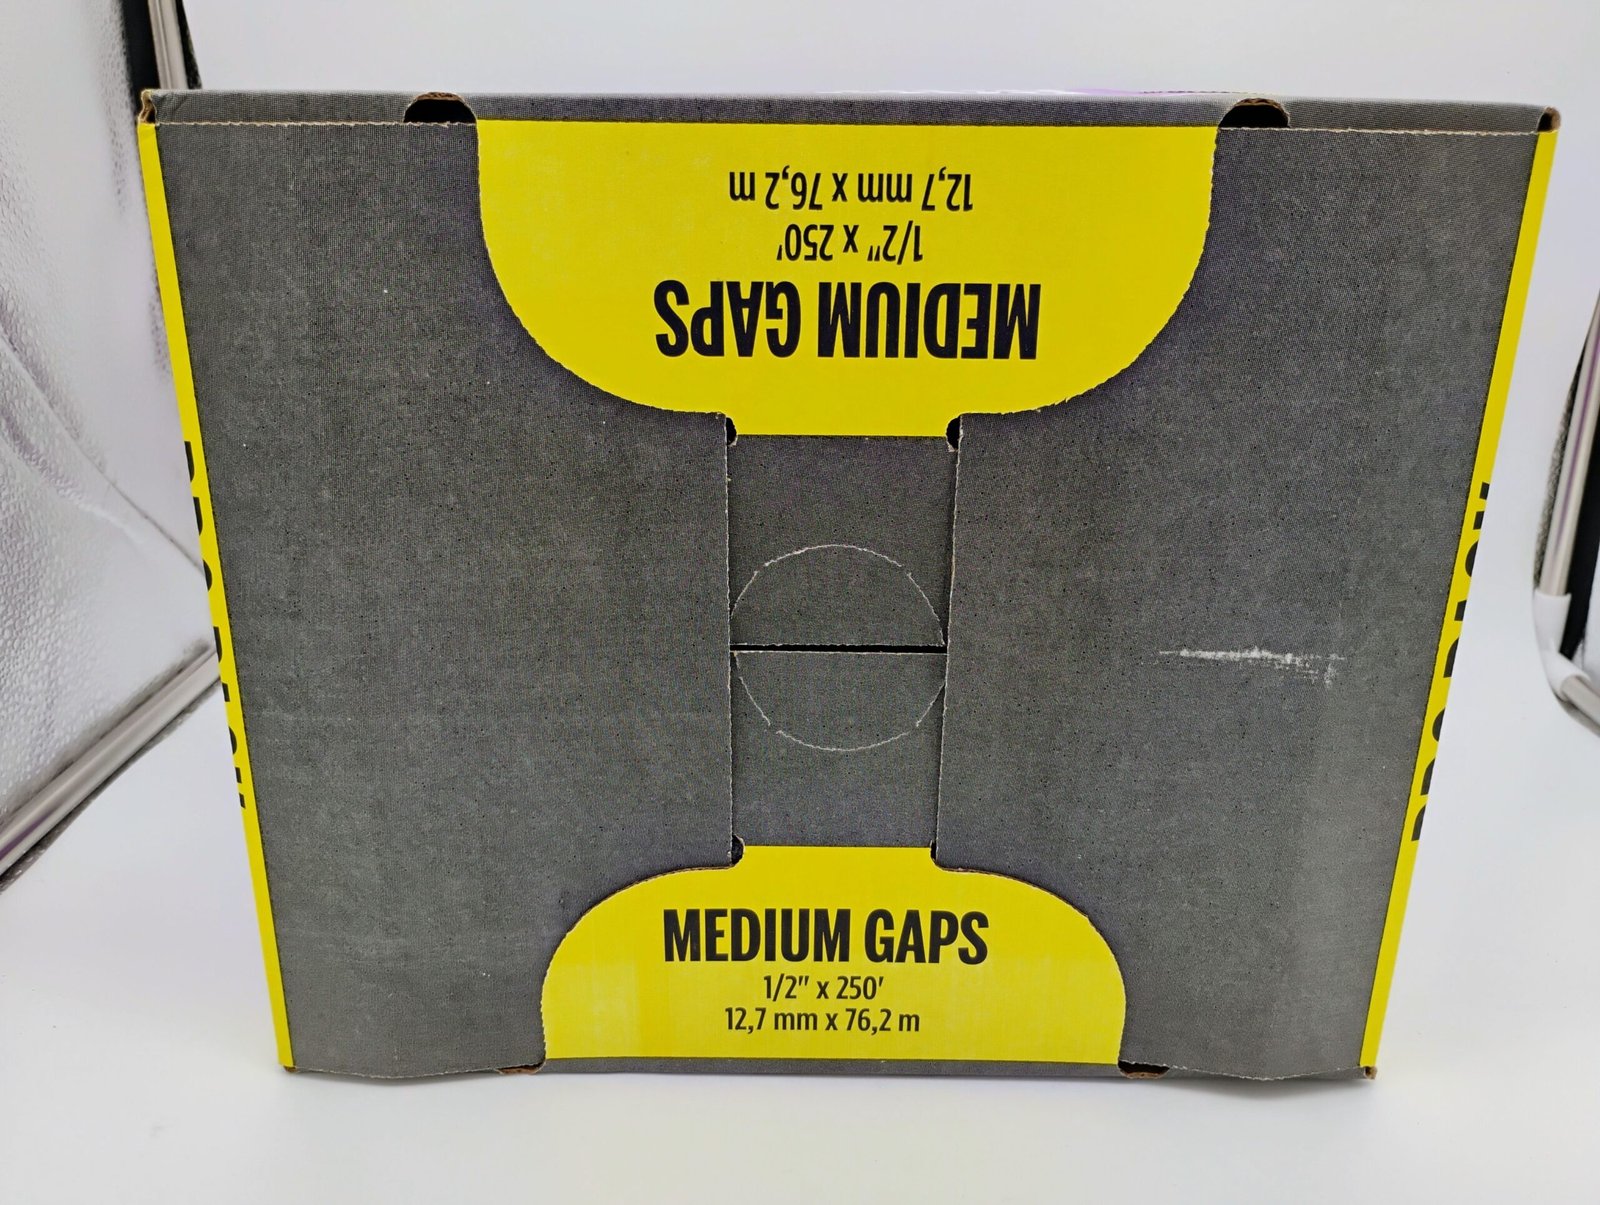 12,7 mm x 76,2 m
1/2" x 250'
MEDIUM GAPS
MEDIUM GAPS
1/2" x 250'
12,7 mm x 76,2 m